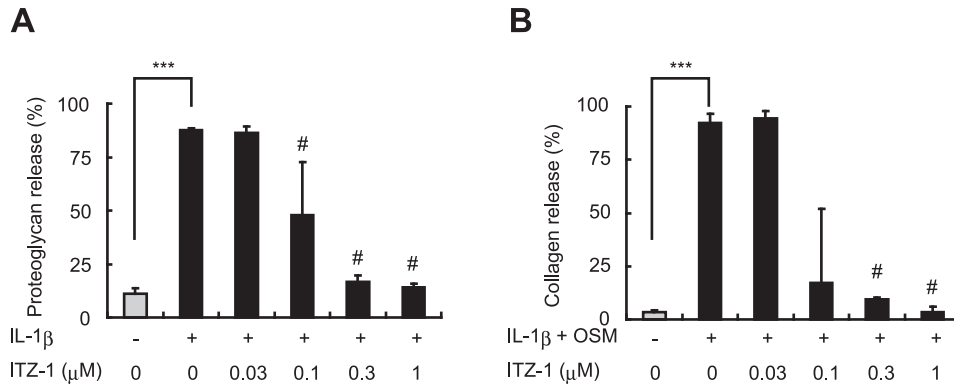 A
***
Proteoglycan release (%)
100
75
50
25
0
#
#
#
IL-1β - + + + + +
ITZ-1 (μM) 0 0 0.03 0.1 0.3 1
B
***
Collagen release (%)
100
75
50
25
0
#
#
IL-1β + OSM - + + + + +
ITZ-1 (μM) 0 0 0.03 0.1 0.3 1